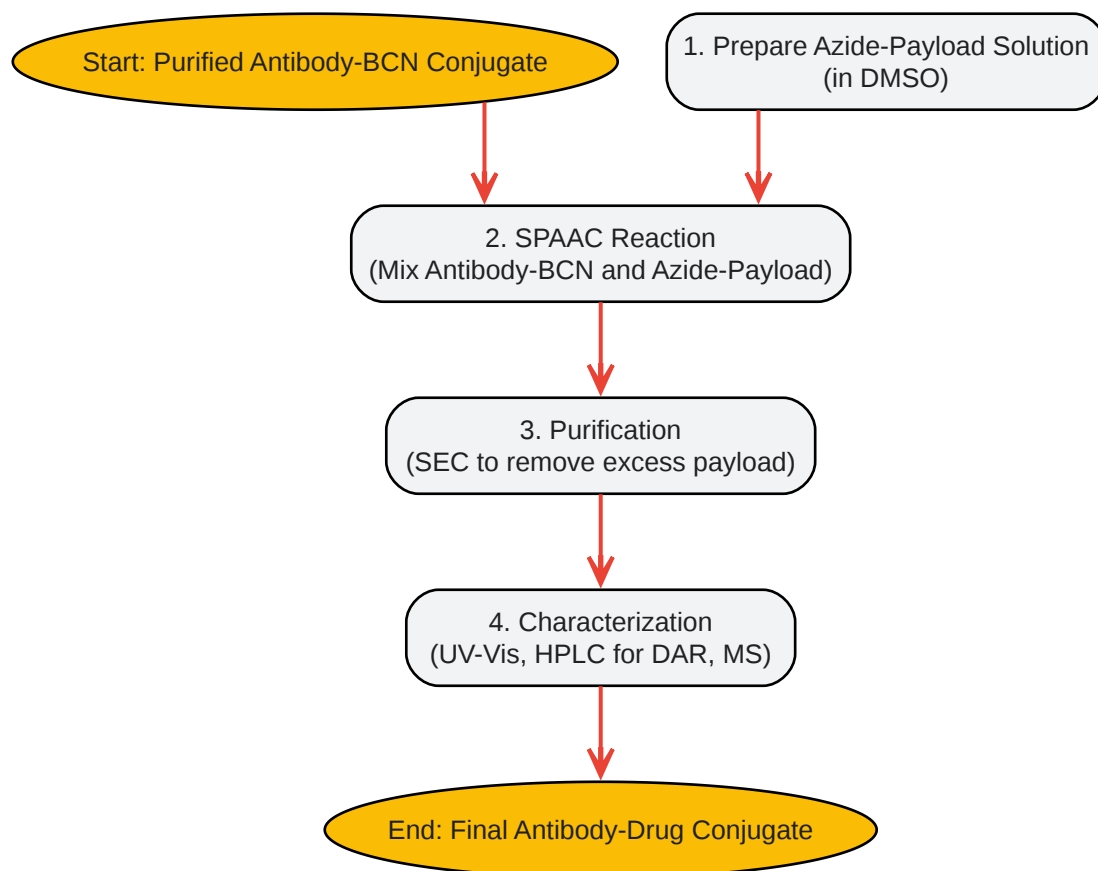 Start: Purified Antibody-BCN Conjugate
1. Prepare Azide-Payload Solution
(in DMSO)
2. SPAAC Reaction
(Mix Antibody-BCN and Azide-Payload)
3. Purification
(SEC to remove excess payload)
4. Characterization
(UV-Vis, HPLC for DAR, MS)
End: Final Antibody-Drug Conjugate